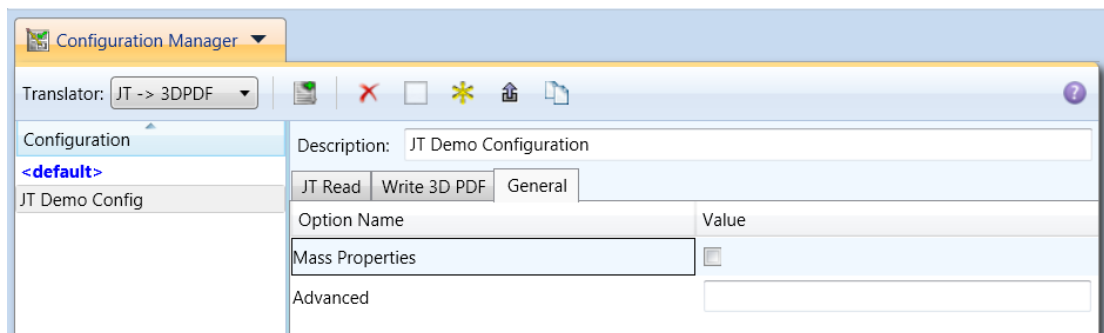 Configuration Manager
Translator: JT -> 3DPDF
?
Configuration
<default>
JT Demo Config
Description: JT Demo Configuration
JT Read Write 3D PDF General
Option Name Value
Mass Properties
Advanced